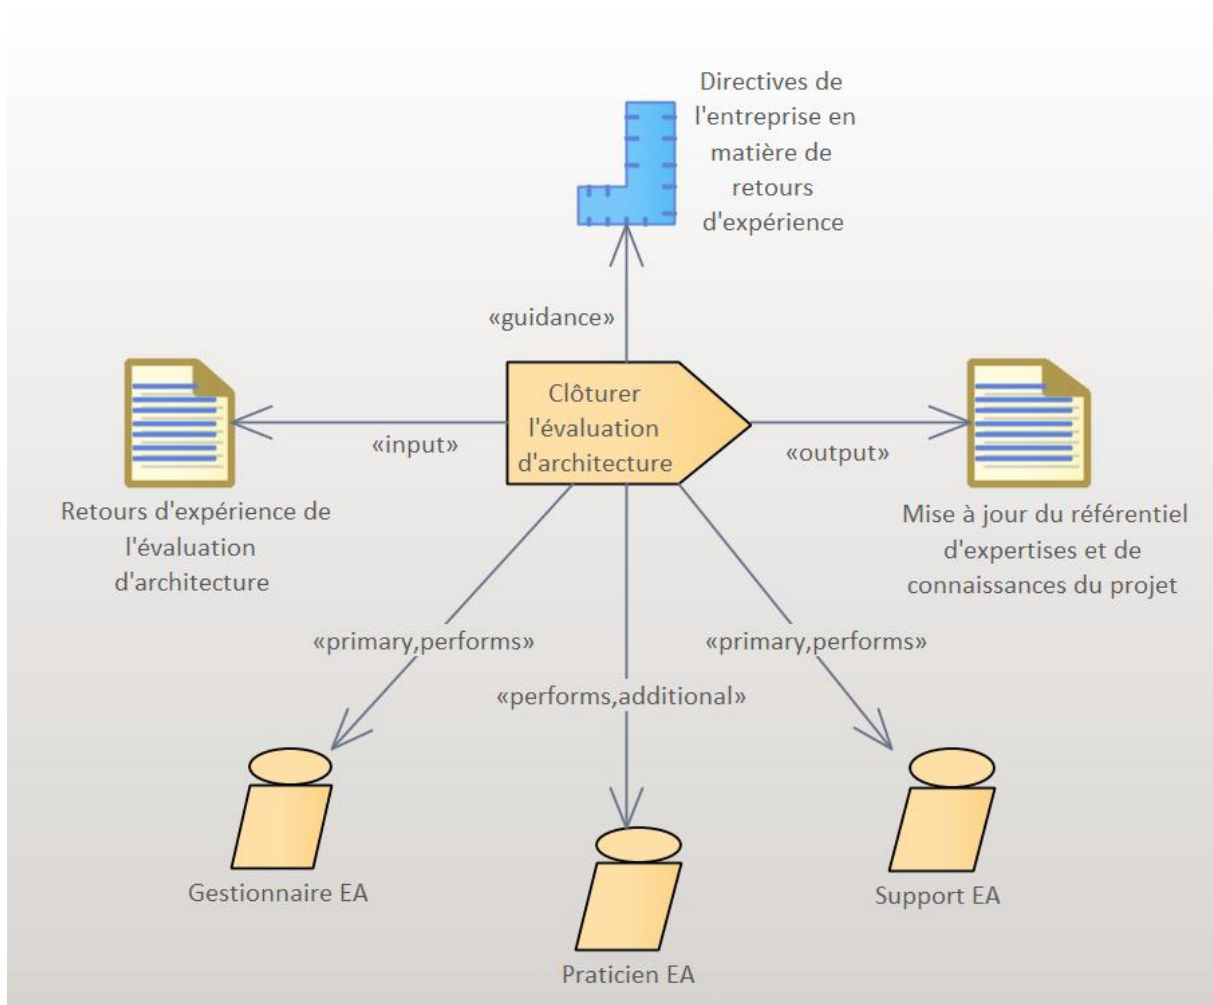 Directives de
l'entreprise en
matière de
retours
d'expérience
«guidance»
Clôturer
l'évaluation
d'architecture
«input»
«output»
Retours d'expérience de
l'évaluation
d'architecture
Mise à jour du référentiel
d'expertises et de
connaissances du projet
«primary,performs»
«primary,performs»
«performs,additional»
Gestionnaire EA
Support EA
Praticien EA